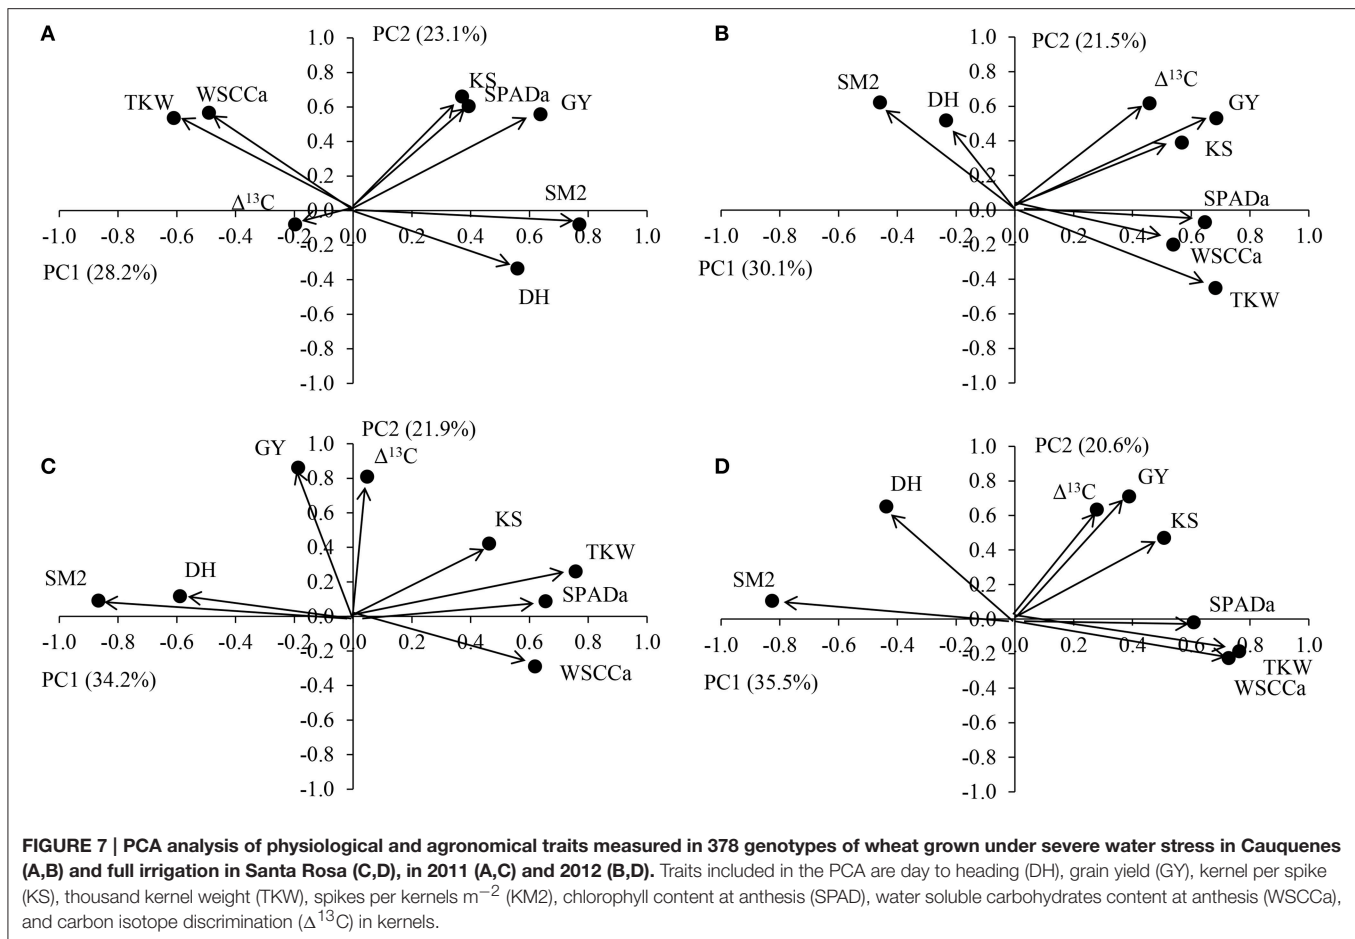 A
PC2 (23.1%)
1.0
0.8
0.6
0.4
0.2
0.0
-0.2
-0.4
-0.6
-0.8
-1.0
-1.0 -0.8 -0.6 -0.4 -0.2 0.0 0.2 0.4 0.6 0.8 1.0
PC1 (28.2%)
TKW
WSCCa
KS
SPADa
GY
Δ13C
SM2
DH
B
PC2 (21.5%)
1.0
0.8
0.6
0.4
0.2
0.0
-0.2
-0.4
-0.6
-0.8
-1.0
-1.0 -0.8 -0.6 -0.4 -0.2 0.0 0.2 0.4 0.6 0.8 1.0
PC1 (30.1%)
SM2
DH
Δ13C
GY
KS
SPADa
WSCCa
TKW
C
PC2 (21.9%)
1.0
0.8
0.6
0.4
0.2
0.0
-0.2
-0.4
-0.6
-0.8
-1.0
-1.0 -0.8 -0.6 -0.4 -0.2 0.0 0.2 0.4 0.6 0.8 1.0
PC1 (34.2%)
GY
Δ13C
KS
TKW
SM2
DH
SPADa
WSCCa
D
PC2 (20.6%)
1.0
0.8
0.6
0.4
0.2
0.0
-0.2
-0.4
-0.6
-0.8
-1.0
-1.0 -0.8 -0.6 -0.4 -0.2 0.0 0.2 0.4 0.6 0.8 1.0
PC1 (35.5%)
DH
Δ13C
GY
KS
SM2
SPADa
TKW
WSCCa
FIGURE 7 | PCA analysis of physiological and agronomical traits measured in 378 genotypes of wheat grown under severe water stress in Cauquenes
(A,B) and full irrigation in Santa Rosa (C,D), in 2011 (A,C) and 2012 (B,D). Traits included in the PCA are day to heading (DH), grain yield (GY), kernel per spike
(KS), thousand kernel weight (TKW), spikes per kernels m−2 (KM2), chlorophyll content at anthesis (SPAD), water soluble carbohydrates content at anthesis (WSCCa),
and carbon isotope discrimination (Δ13C) in kernels.